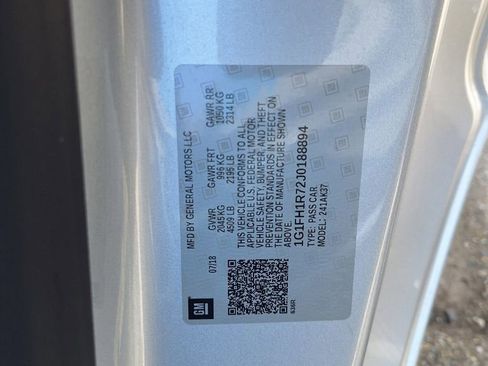 MFD BY GENERAL MOTORS LLC
07/18
GVWR GAWR FRT GAWR RR
2045 KG 999 KG 1050 KG
4509 LB 2195 LB 2314 LB
THIS VEHICLE CONFORMS TO ALL
APPLICABLE U.S. FEDERAL MOTOR
VEHICLE SAFETY, BUMPER, AND THEFT
PREVENTION STANDARDS IN EFFECT ON
THE DATE OF MANUFACTURE SHOWN
ABOVE.
1G1FH1R72J0188894
TYPE: PASS CAR
MODEL: 241AK37
GM